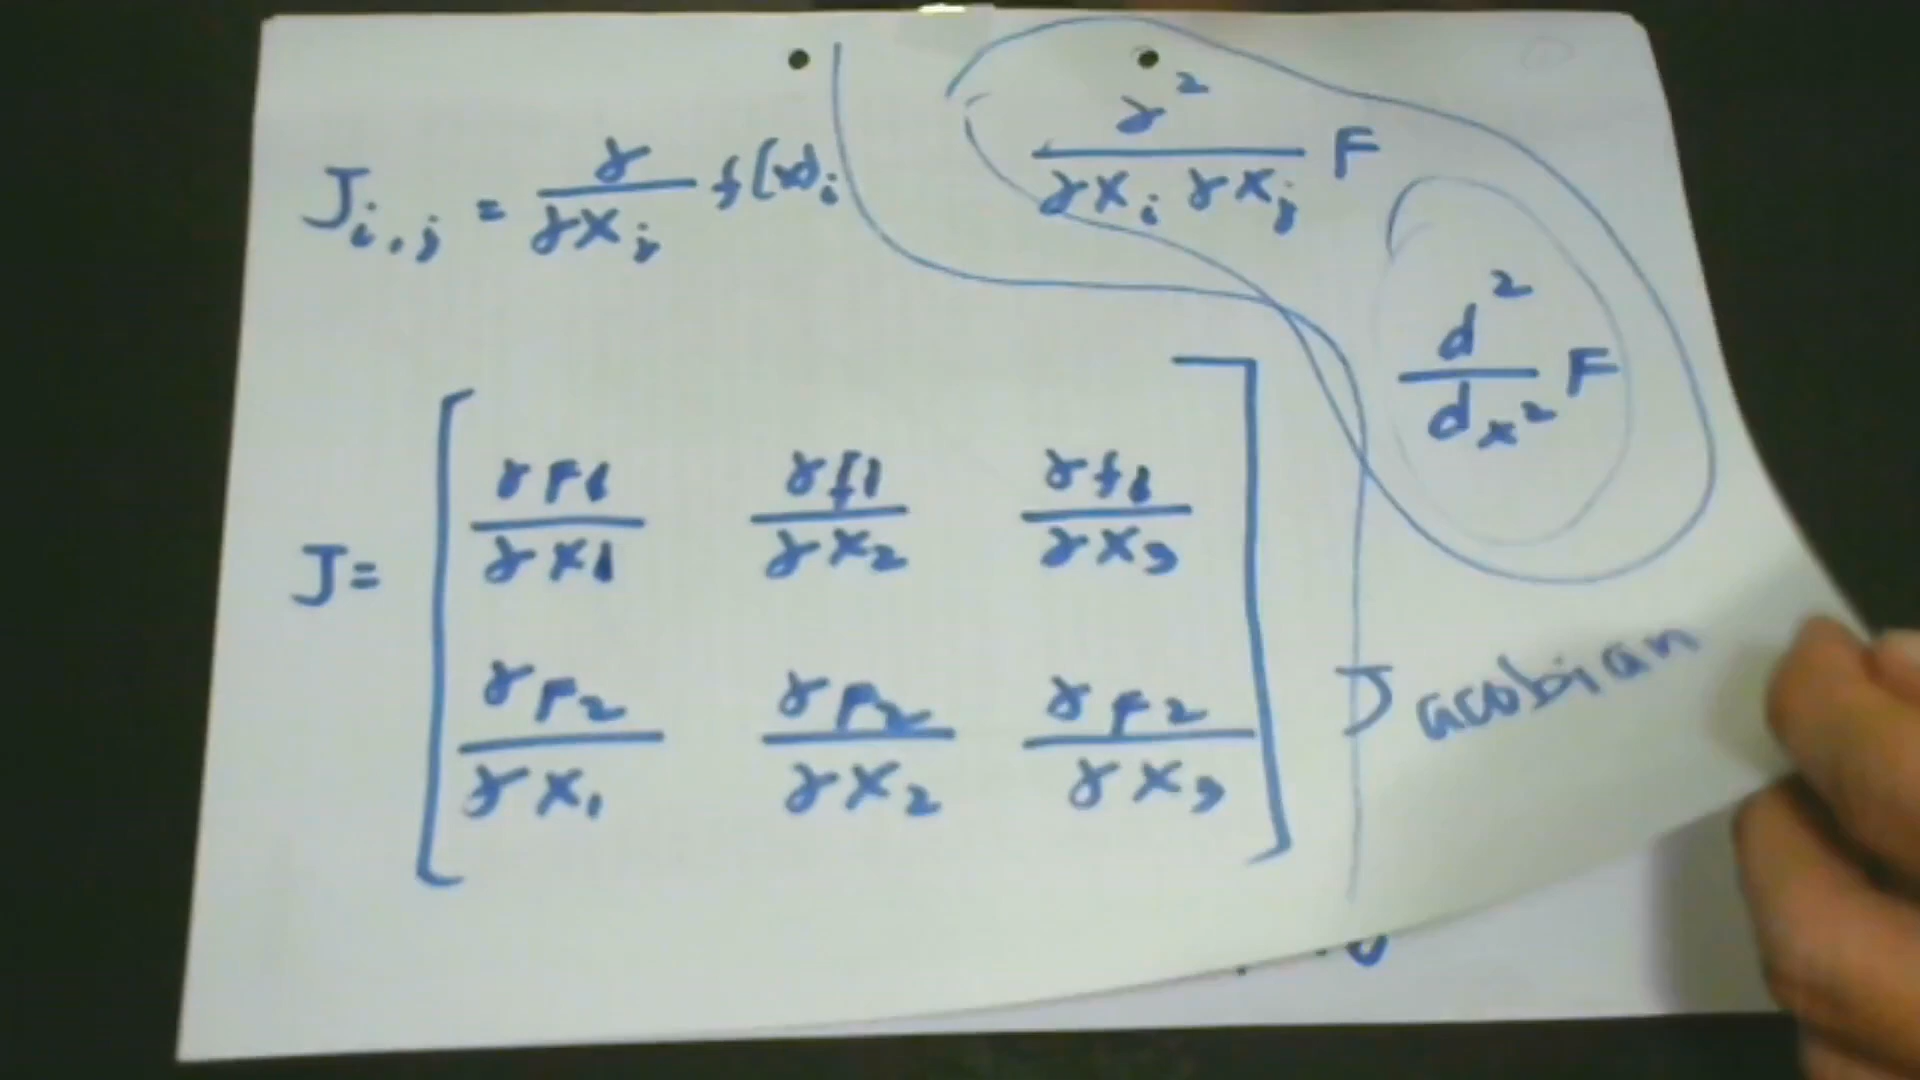 J_{i,j} = ∂/∂x_j f(x)_i
∂²/∂x_i ∂x_j F
d²/dx² F
J = [ ∂F1/∂x1 ∂f1/∂x2 ∂f1/∂x3
∂F2/∂x1 ∂F2/∂x2 ∂F2/∂x3 ]
Jacobian